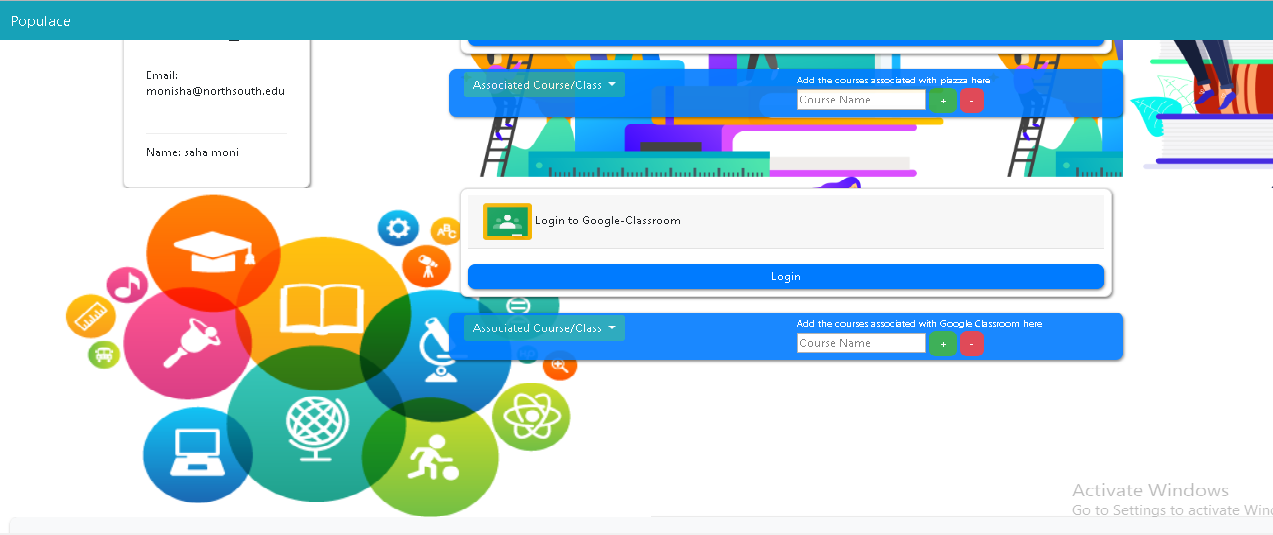 Populace
Email:
monisha@northsouth.edu
Name: saha moni
Associated Course/Class
Add the courses associated with piazza here
Course Name
+
-
Login to Google-Classroom
Login
Associated Course/Class
Add the courses associated with Google Classroom here
Course Name
+
-
ABC
Activate Windows
Go to Settings to activate Win